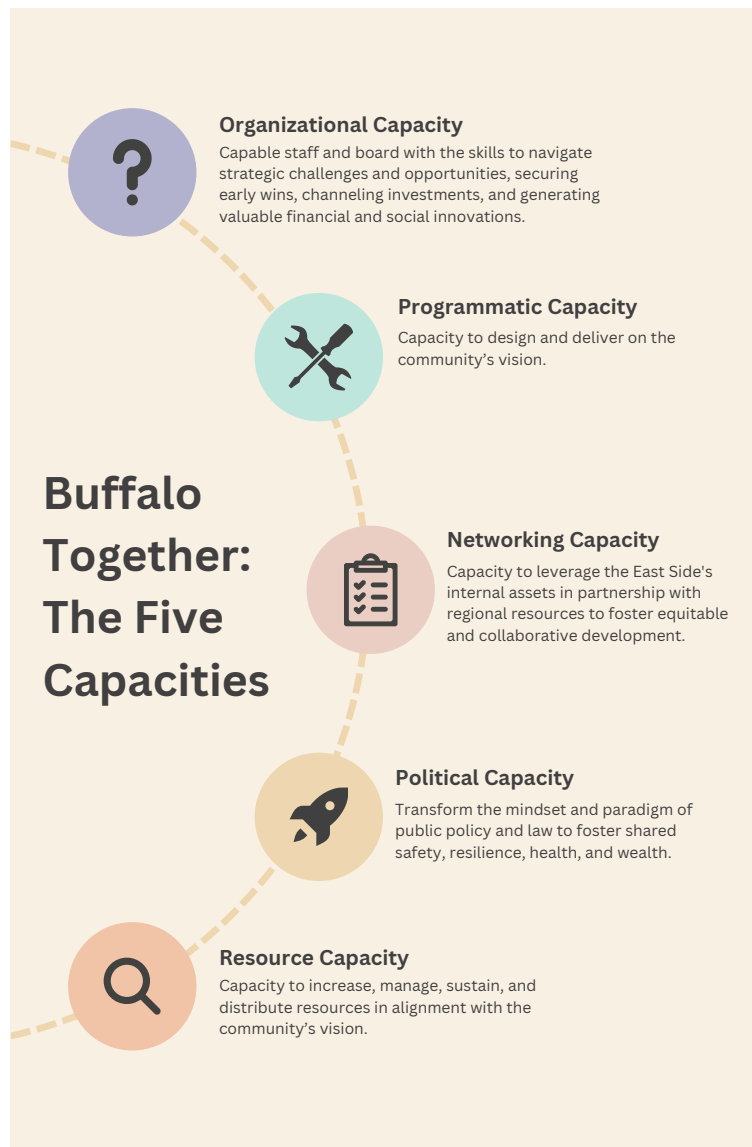 Organizational Capacity
Capable staff and board with the skills to navigate
strategic challenges and opportunities, securing
early wins, channeling investments, and generating
valuable financial and social innovations.
Programmatic Capacity
Capacity to design and deliver on the
community’s vision.
Buffalo
Together:
The Five
Capacities
Networking Capacity
Capacity to leverage the East Side's
internal assets in partnership with
regional resources to foster equitable
and collaborative development.
Political Capacity
Transform the mindset and paradigm of
public policy and law to foster shared
safety, resilience, health, and wealth.
Resource Capacity
Capacity to increase, manage, sustain, and
distribute resources in alignment with the
community’s vision.